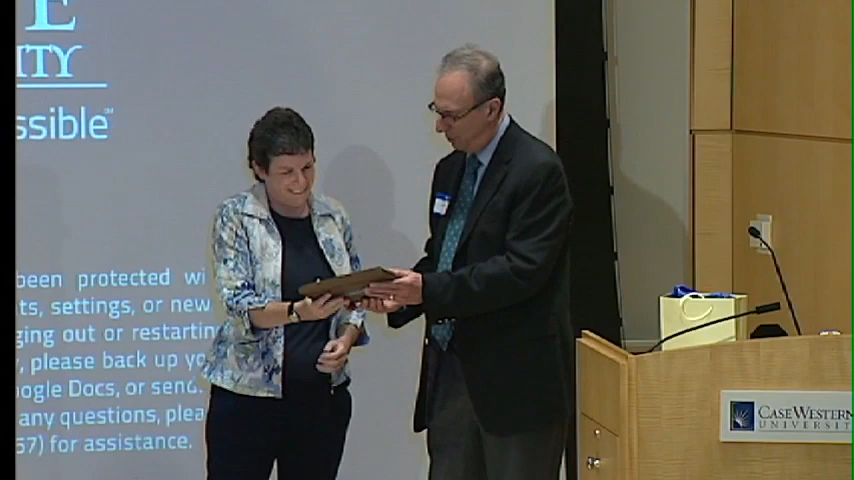 E
ITY
ssible℠
been protected wi
ts, settings, or new
ging out or restartin
, please back up yo
oogle Docs, or send
any questions, plea
57) for assistance.
CASE WESTERN
UNIVERSIT